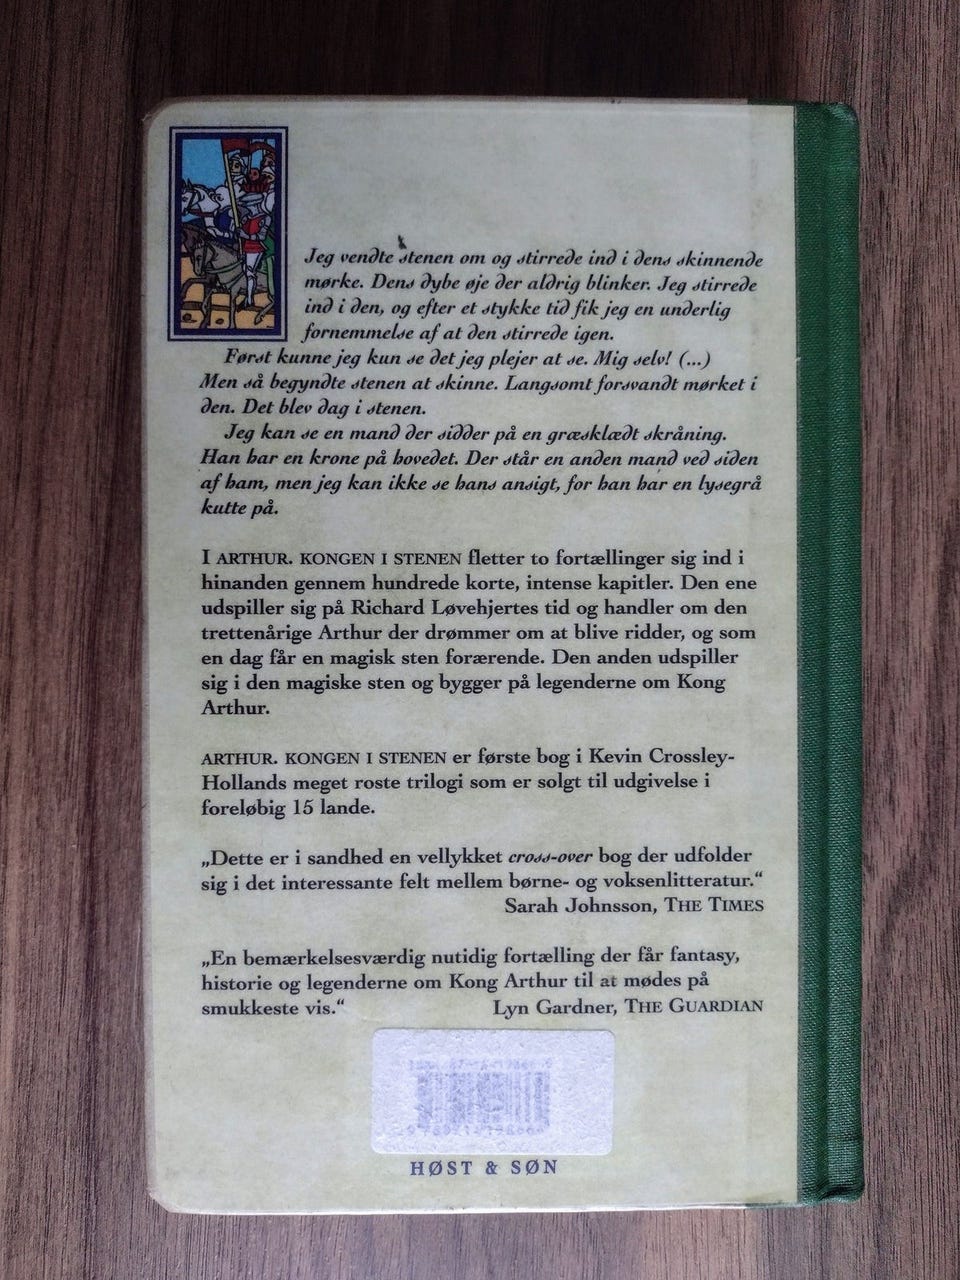 Jeg vendte stenen om og stirrede ind i dens skinnende
mørke. Dens dybe øje der aldrig blinker. Jeg stirrede
ind i den, og efter et stykke tid fik jeg en underlig
fornemmelse af at den stirrede igen.
Først kunne jeg kun se det jeg plejer at se. Mig selv! (...)
Men så begyndte stenen at skinne. Langsomt forsvandt mørket i
den. Det blev dag i stenen.
Jeg kan se en mand der sidder på en græsklædt skråning.
Han har en krone på hovedet. Der står en anden mand ved siden
af ham, men jeg kan ikke se hans ansigt, for han har en lysegrå
kutte på.
I ARTHUR. KONGEN I STENEN fletter to fortællinger sig ind i
hinanden gennem hundrede korte, intense kapitler. Den ene
udspiller sig på Richard Løvehjertes tid og handler om den
trettenårige Arthur der drømmer om at blive ridder, og som
en dag får en magisk sten forærende. Den anden udspiller
sig i den magiske sten og bygger på legenderne om Kong
Arthur.
ARTHUR. KONGEN I STENEN er første bog i Kevin Crossley-
Hollands meget roste trilogi som er solgt til udgivelse i
foreløbig 15 lande.
„Dette er i sandhed en vellykket cross-over bog der udfolder
sig i det interessante felt mellem børne- og voksenlitteratur.“
Sarah Johnsson, THE TIMES
„En bemærkelsesværdig nutidig fortælling der får fantasy,
historie og legenderne om Kong Arthur til at mødes på
smukkeste vis.“ Lyn Gardner, THE GUARDIAN
HØST & SØN